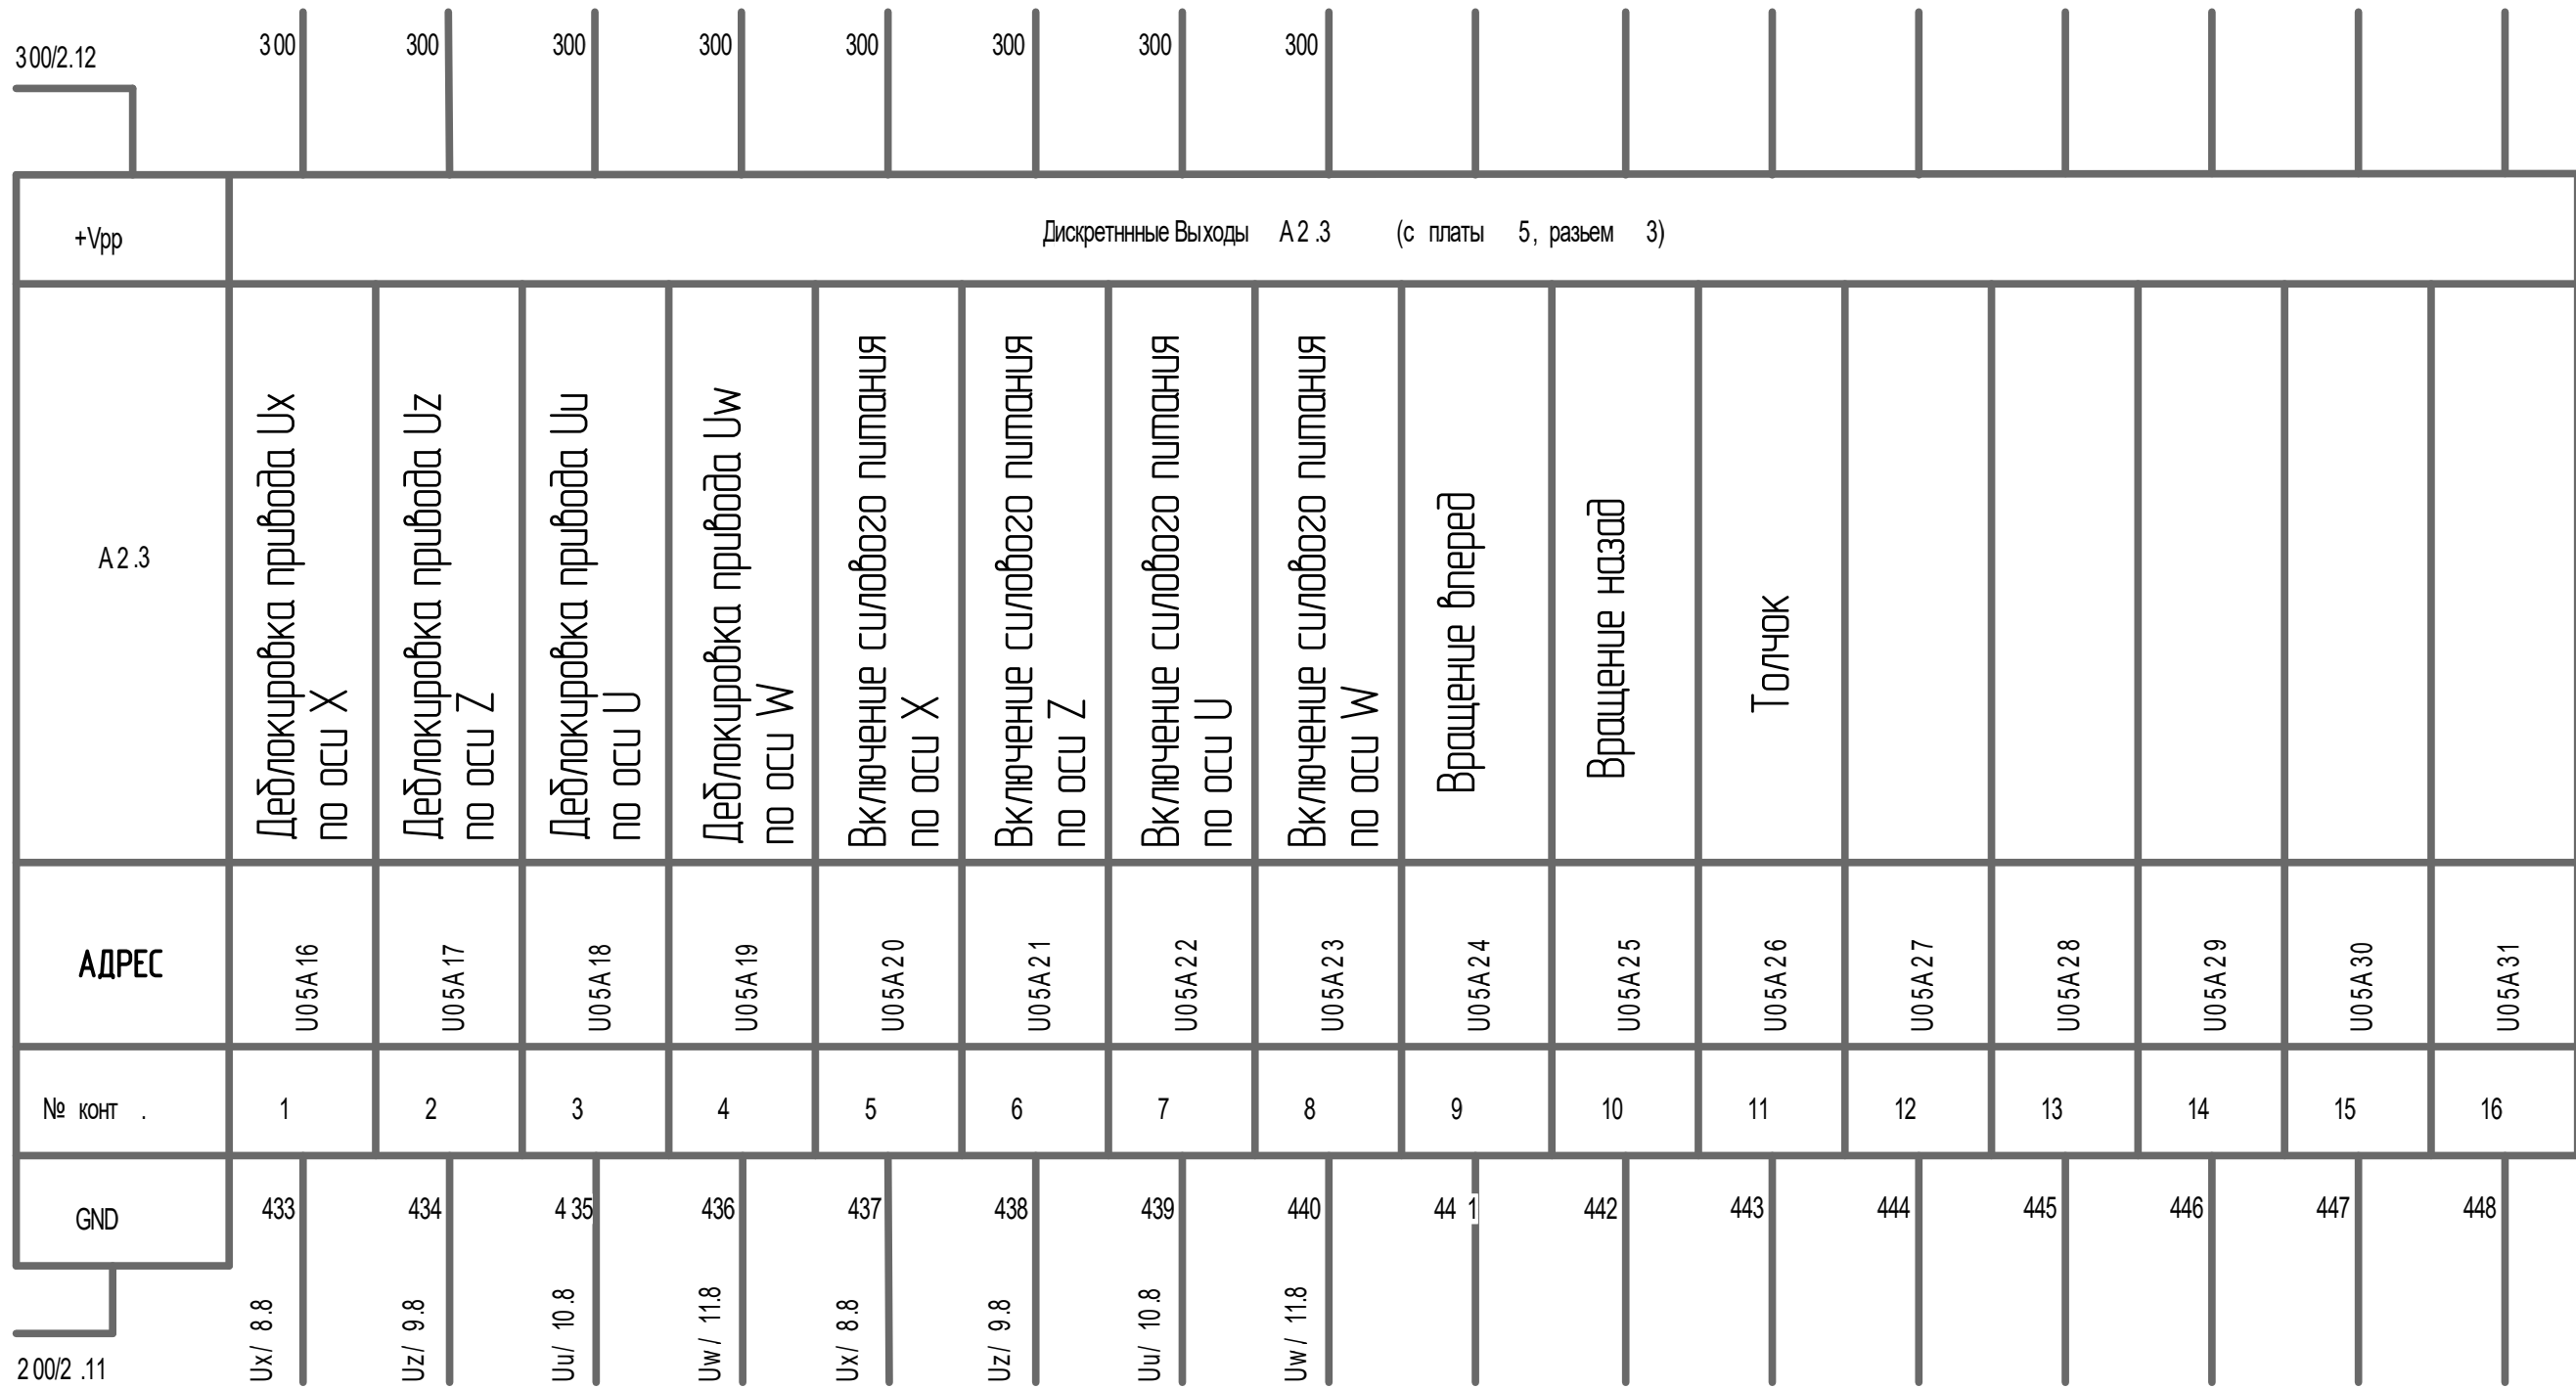 300/2.12
300 300 300 300 300 300 300 300
+Vpp
Дискретннные Выходы А2.3 (с платы 5, разьем 3)
А2.3
Деблокировка привода Ux
по оси X
Деблокировка привода Uz
по оси Z
Деблокировка привода Uu
по оси U
Деблокировка привода Uw
по оси W
Включение силового питания
по оси X
Включение силового питания
по оси Z
Включение силового питания
по оси U
Включение силового питания
по оси W
Вращение вперед
Вращение назад
Толчок
АДРЕС
U05A16 U05A17 U05A18 U05A19 U05A20 U05A21 U05A22 U05A23 U05A24 U05A25 U05A26 U05A27 U05A28 U05A29 U05A30 U05A31
№ конт .
1 2 3 4 5 6 7 8 9 10 11 12 13 14 15 16
GND
433 434 435 436 437 438 439 440 441 442 443 444 445 446 447 448
Ux/ 8.8
Uz/ 9.8
Uu/ 10.8
Uw/ 11.8
Ux/ 8.8
Uz/ 9.8
Uu/ 10.8
Uw/ 11.8
200/2.11